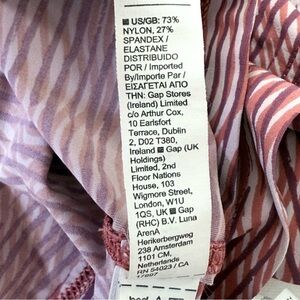 US/GB: 73%
NYLON, 27%
SPANDEX /
ELASTANE
DISTRIBUIDO
POR / Imported
By/Importe Par /
ΕΙΣΑΓΕΤΑΙ ΑΠΟ
ΤΗΝ: Gap Stores
(Ireland) Limited
c/o Arthur Cox,
10 Earlsfort
Terrace, Dublin
2, D02 T380,
Ireland Gap (UK
Holdings)
Limited, 2nd
Floor Nations
House, 103
Wigmore Street,
London, W1U
1QS, UK Gap
(RHC) B.V. Luna
ArenA
Herikerbergweg
238 Amsterdam
1101 CM,
Netherlands
RN 54023 / CA